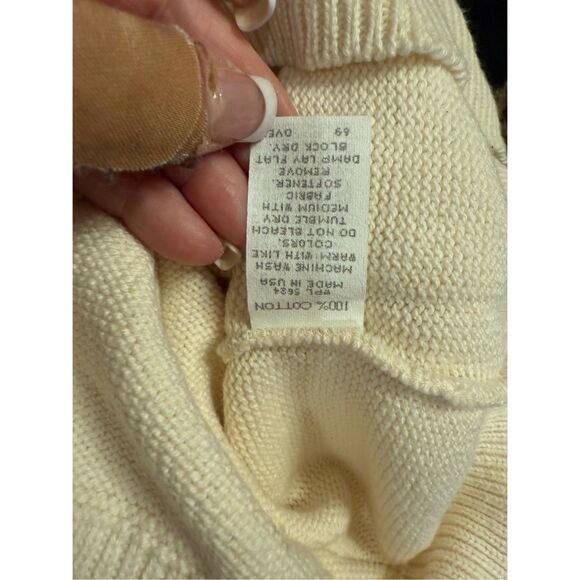 100% COTTON
WPL 5624
MADE IN USA
MACHINE WASH
WARM WITH LIKE
COLORS.
DO NOT BLEACH
TUMBLE DRY
MEDIUM WITH
FABRIC
SOFTENER.
REMOVE
DAMP LAY FLAT
BLOCK DRY.
69 OVE